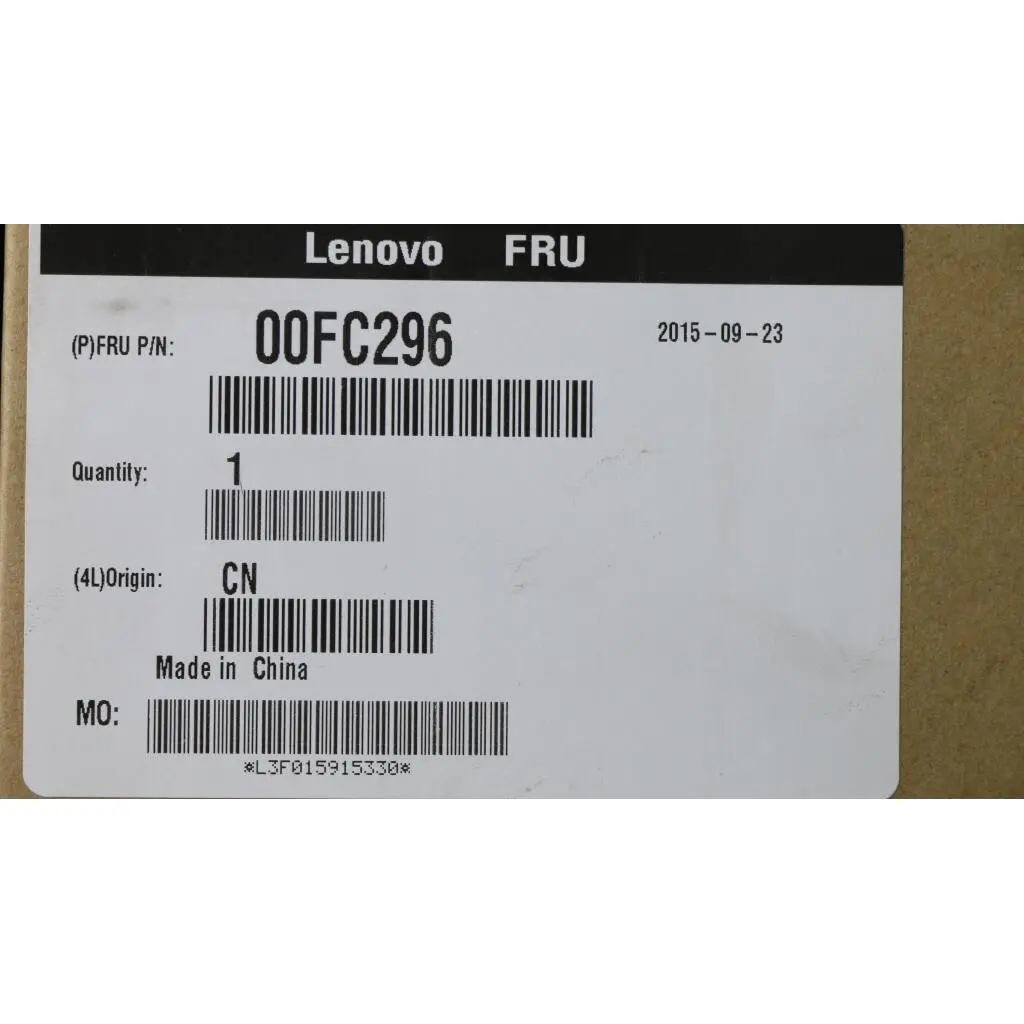 Lenovo FRU
(P)FRU P/N: 00FC296 2015-09-23
Quantity: 1
(4L)Origin: CN
Made in China
MO:
*L3F015915330*